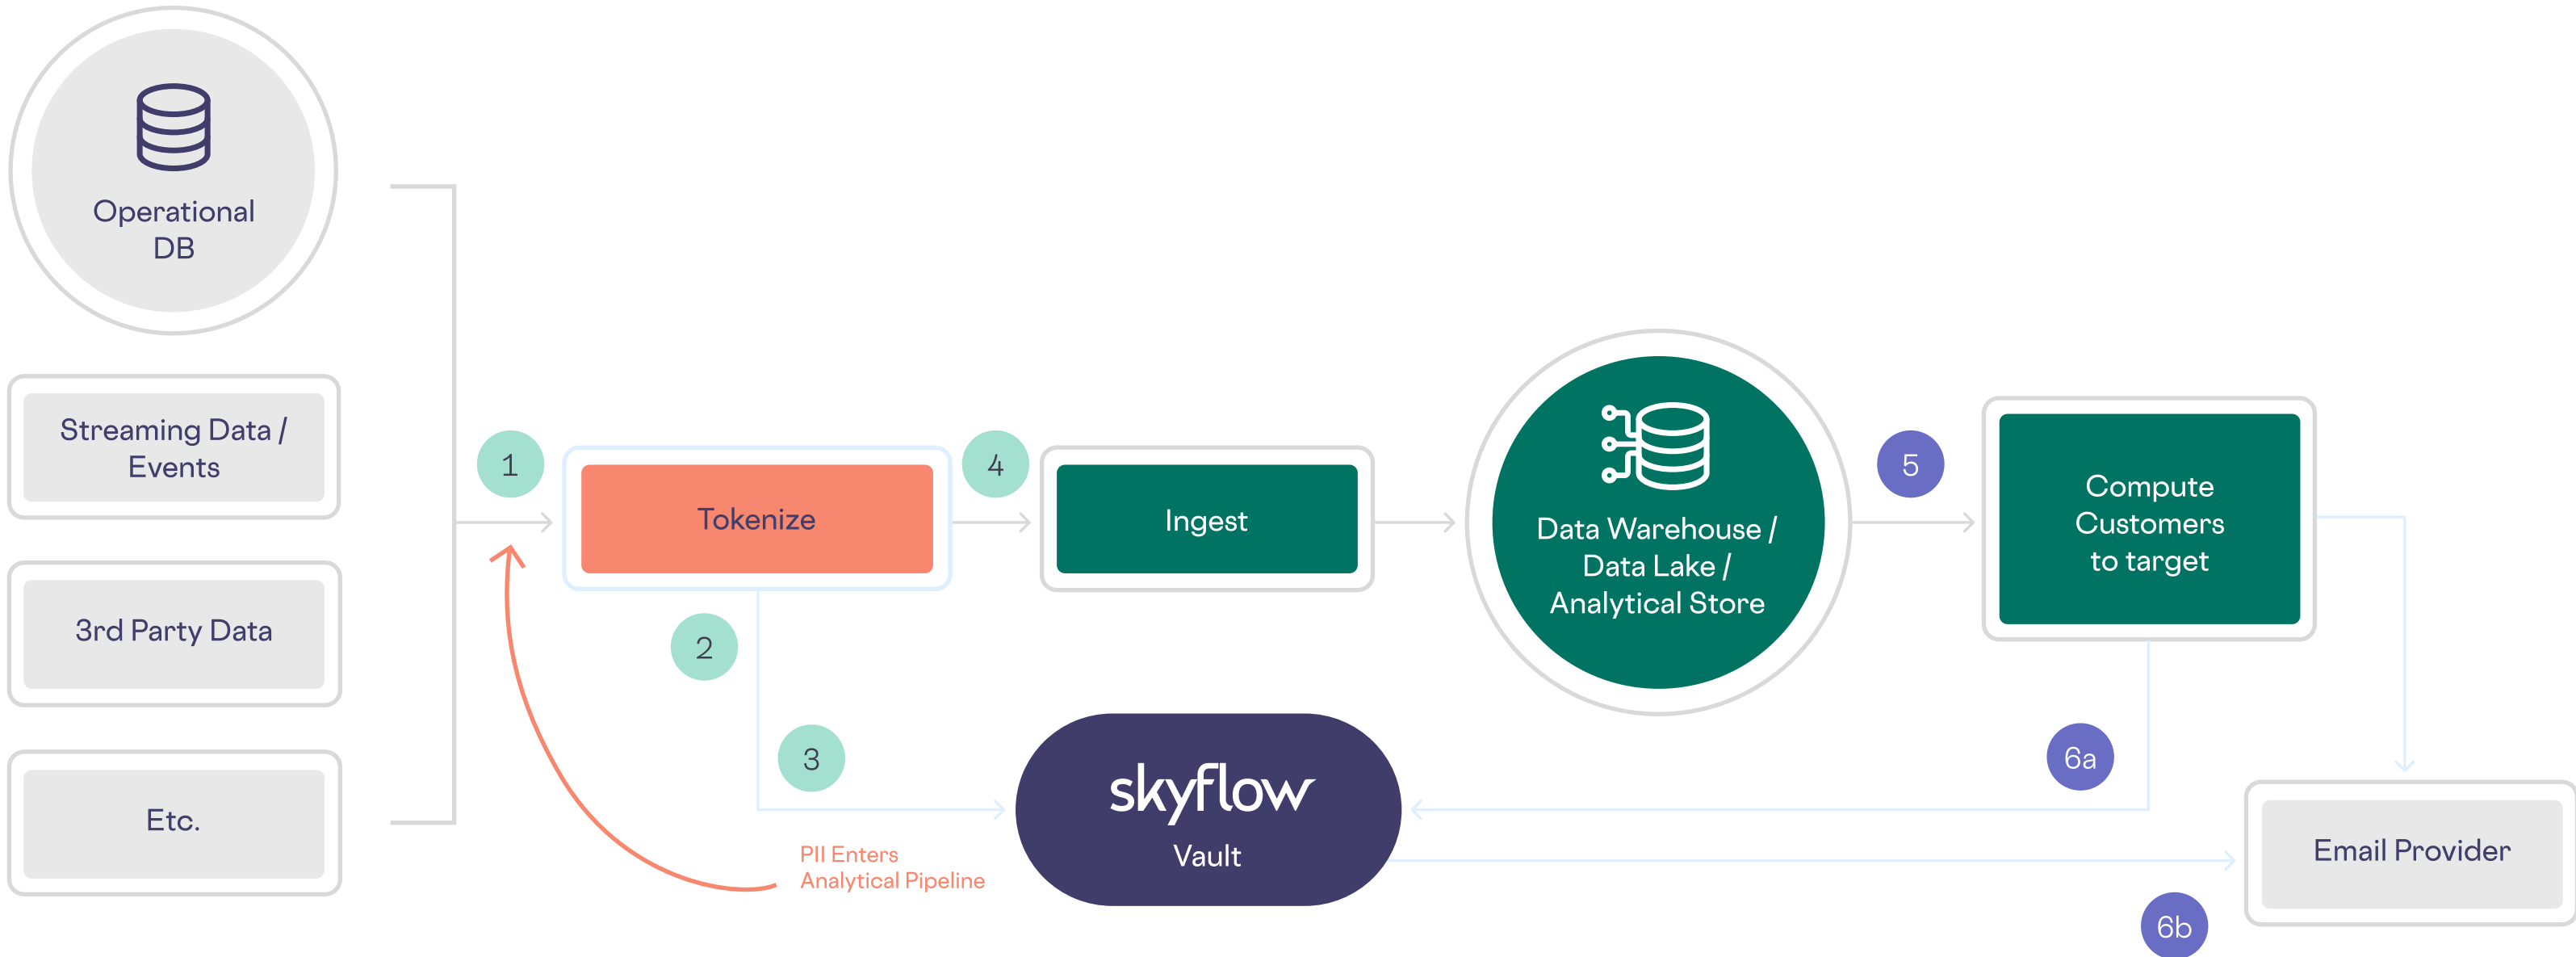 Operational
DB
Streaming Data /
Events
3rd Party Data
Etc.
1
Tokenize
2
3
PII Enters
Analytical Pipeline
4
Ingest
skyflow
Vault
Data Warehouse /
Data Lake /
Analytical Store
5
Compute
Customers
to target
6a
6b
Email Provider